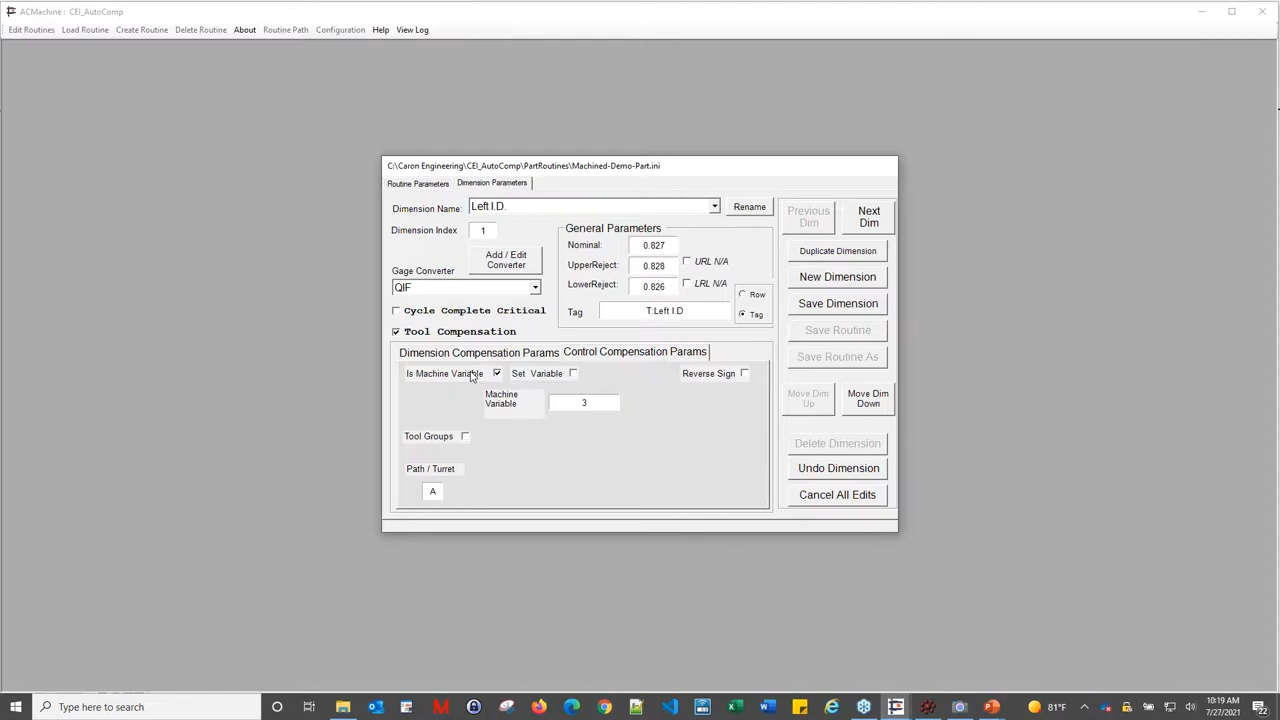 ACMachine : CEI_AutoComp
Edit Routines Load Routine Create Routine Delete Routine About Routine Path Configuration Help View Log
C:\Caron Engineering\CEI_AutoComp\PartRoutines\Machined-Demo-Part.ini
Routine Parameters Dimension Parameters
Dimension Name: Left I.D. Rename
Dimension Index 1
General Parameters
Nominal: 0.827
UpperReject: 0.828 URL N/A
LowerReject: 0.826 LRL N/A
Tag T:Left I.D
Row
Tag
Add / Edit
Converter
Gage Converter
QIF
Cycle Complete Critical
Tool Compensation
Dimension Compensation Params Control Compensation Params
Is Machine Variable Set Variable Reverse Sign
Machine
Variable
3
Tool Groups
Path / Turret
A
Previous
Dim
Next
Dim
Duplicate Dimension
New Dimension
Save Dimension
Save Routine
Save Routine As
Move Dim
Up
Move Dim
Down
Delete Dimension
Undo Dimension
Cancel All Edits
Type here to search
81°F
10:19 AM
7/27/2021
22